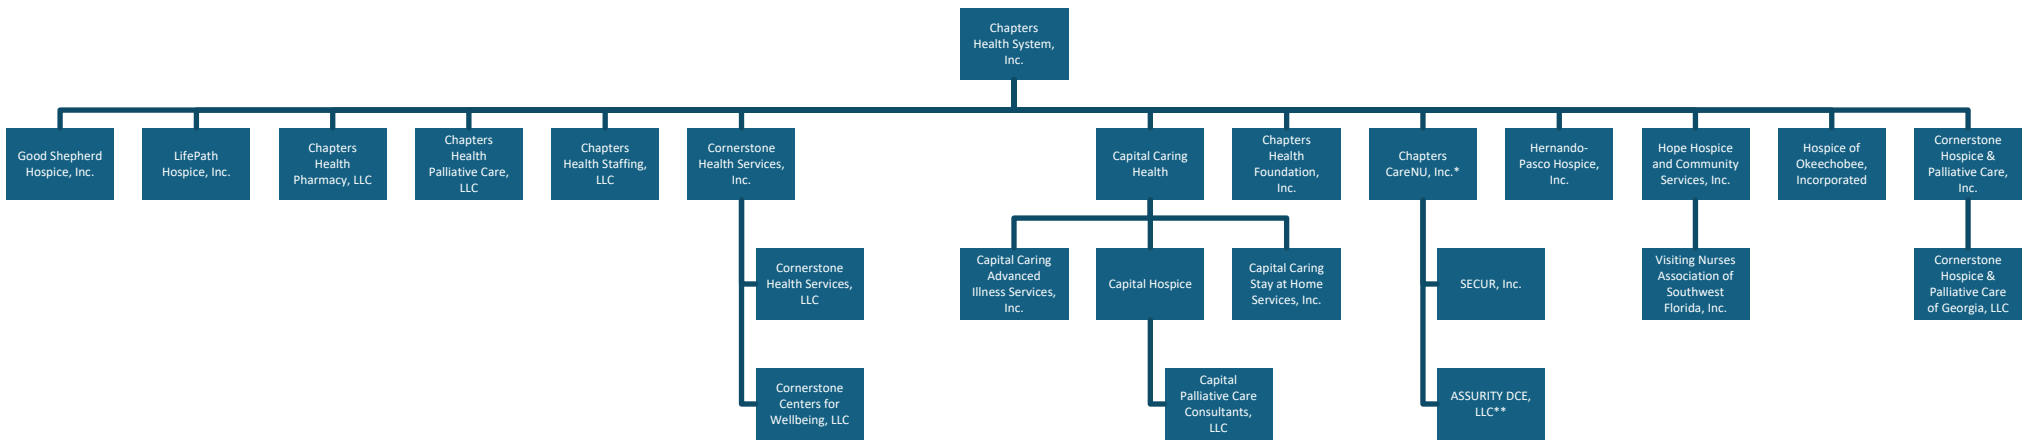 Chapters
Health System,
Inc.
Good Shepherd
Hospice, Inc.
LifePath
Hospice, Inc.
Chapters
Health
Pharmacy, LLC
Chapters
Health
Palliative Care,
LLC
Chapters
Health Staffing,
LLC
Cornerstone
Health Services,
Inc.
Capital Caring
Health
Chapters
Health
Foundation,
Inc.
Chapters
CareNU, Inc.*
Hernando-
Pasco Hospice,
Inc.
Hope Hospice
and Community
Services, Inc.
Hospice of
Okeechobee,
Incorporated
Cornerstone
Hospice &
Palliative Care,
Inc.
Cornerstone
Health Services,
LLC
Capital Caring
Advanced
Illness Services,
Inc.
Capital Hospice
Capital Caring
Stay at Home
Services, Inc.
SECUR, Inc.
Visiting Nurses
Association of
Southwest
Florida, Inc.
Cornerstone
Hospice &
Palliative Care
of Georgia, LLC
Cornerstone
Centers for
Wellbeing, LLC
Capital
Palliative Care
Consultants,
LLC
ASSURITY DCE,
LLC**